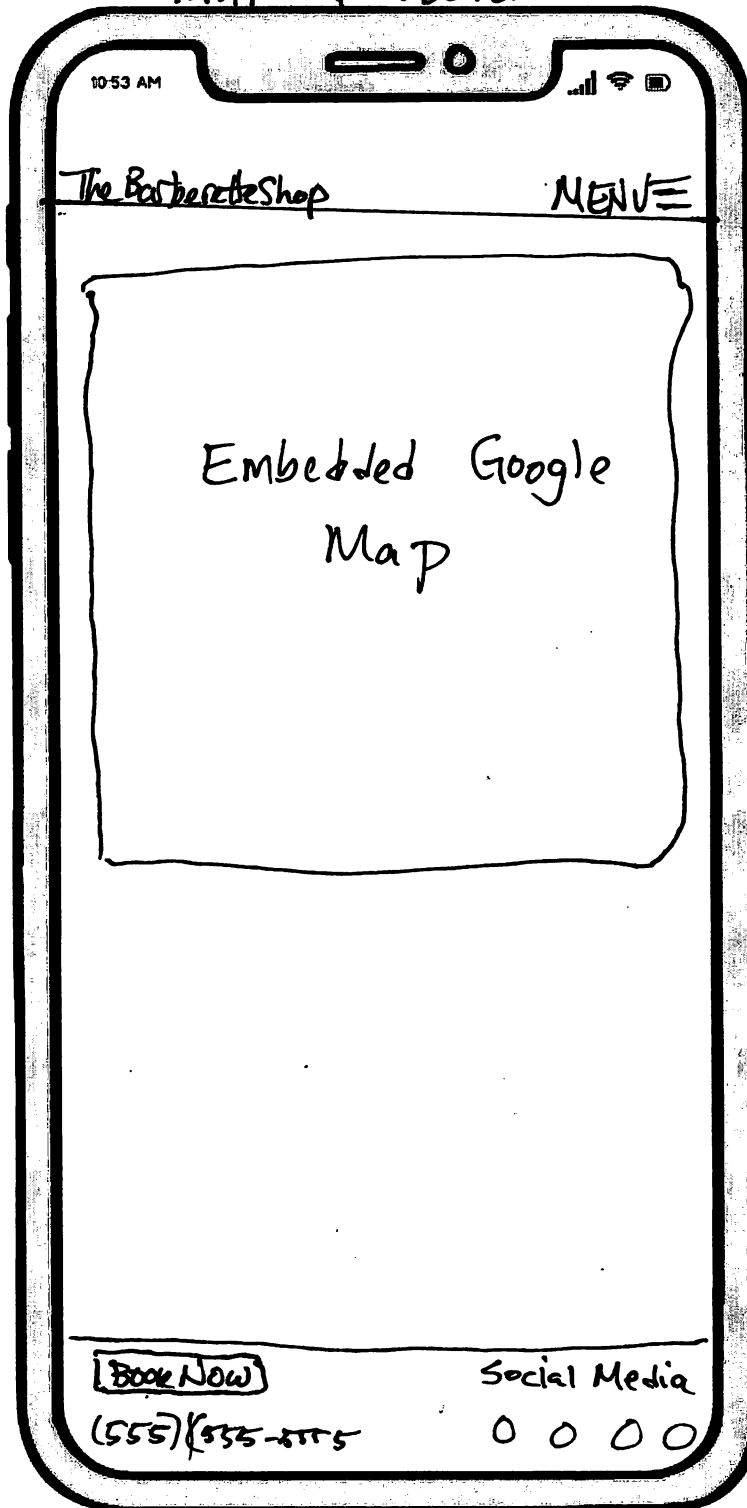 10:53 AM
The BarberetteShop
MENU
Embedded Google
Map
BOOK NOW
Social Media
(555)(555-5555